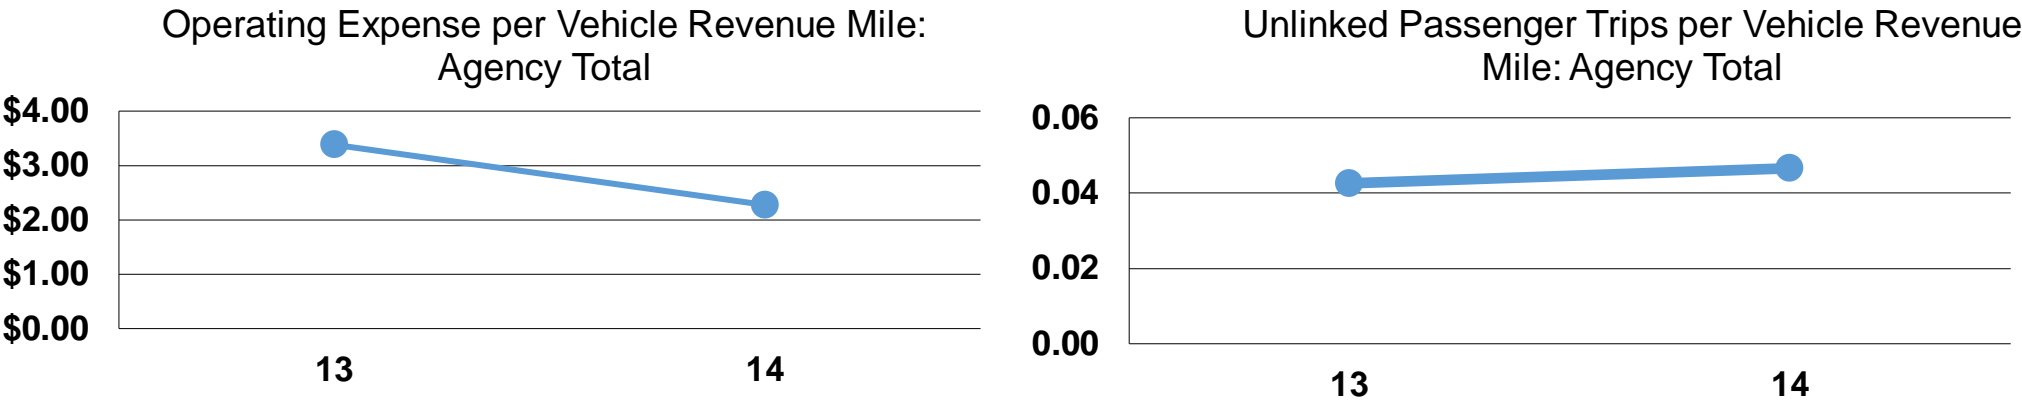 Operating Expense per Vehicle Revenue Mile:
Agency Total
$4.00
$3.00
$2.00
$1.00
$0.00
13 14
Unlinked Passenger Trips per Vehicle Revenue
Mile: Agency Total
0.06
0.04
0.02
0.00
13 14